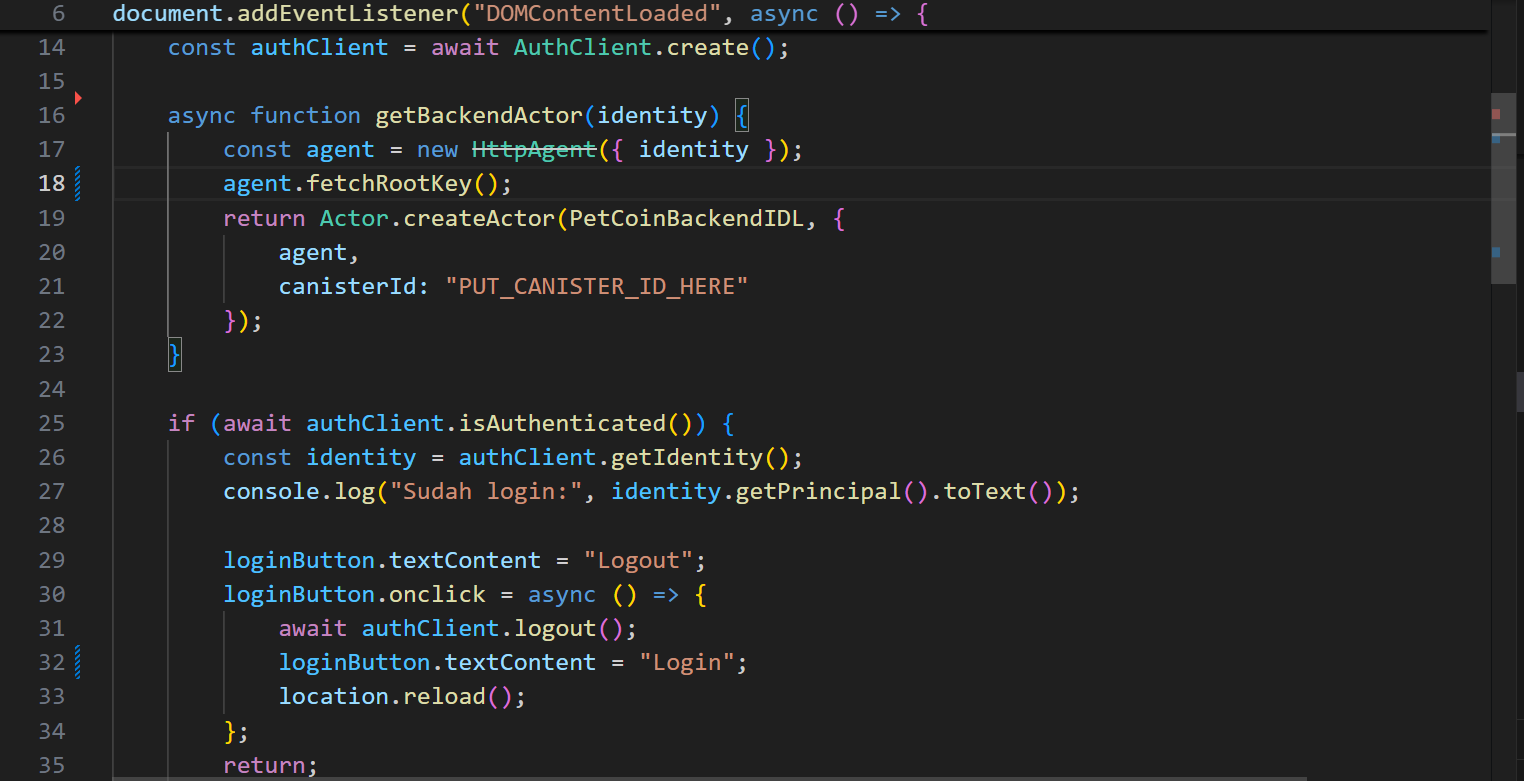 6 document.addEventListener("DOMContentLoaded", async () => {
14 const authClient = await AuthClient.create();
15
16 async function getBackendActor(identity) {
17 const agent = new HttpAgent({ identity });
18 agent.fetchRootKey();
19 return Actor.createActor(PetCoinBackendIDL, {
20 agent,
21 canisterId: "PUT_CANISTER_ID_HERE"
22 });
23 }
24
25 if (await authClient.isAuthenticated()) {
26 const identity = authClient.getIdentity();
27 console.log("Sudah login:", identity.getPrincipal().toText());
28
29 loginButton.textContent = "Logout";
30 loginButton.onclick = async () => {
31 await authClient.logout();
32 loginButton.textContent = "Login";
33 location.reload();
34 };
35 return;